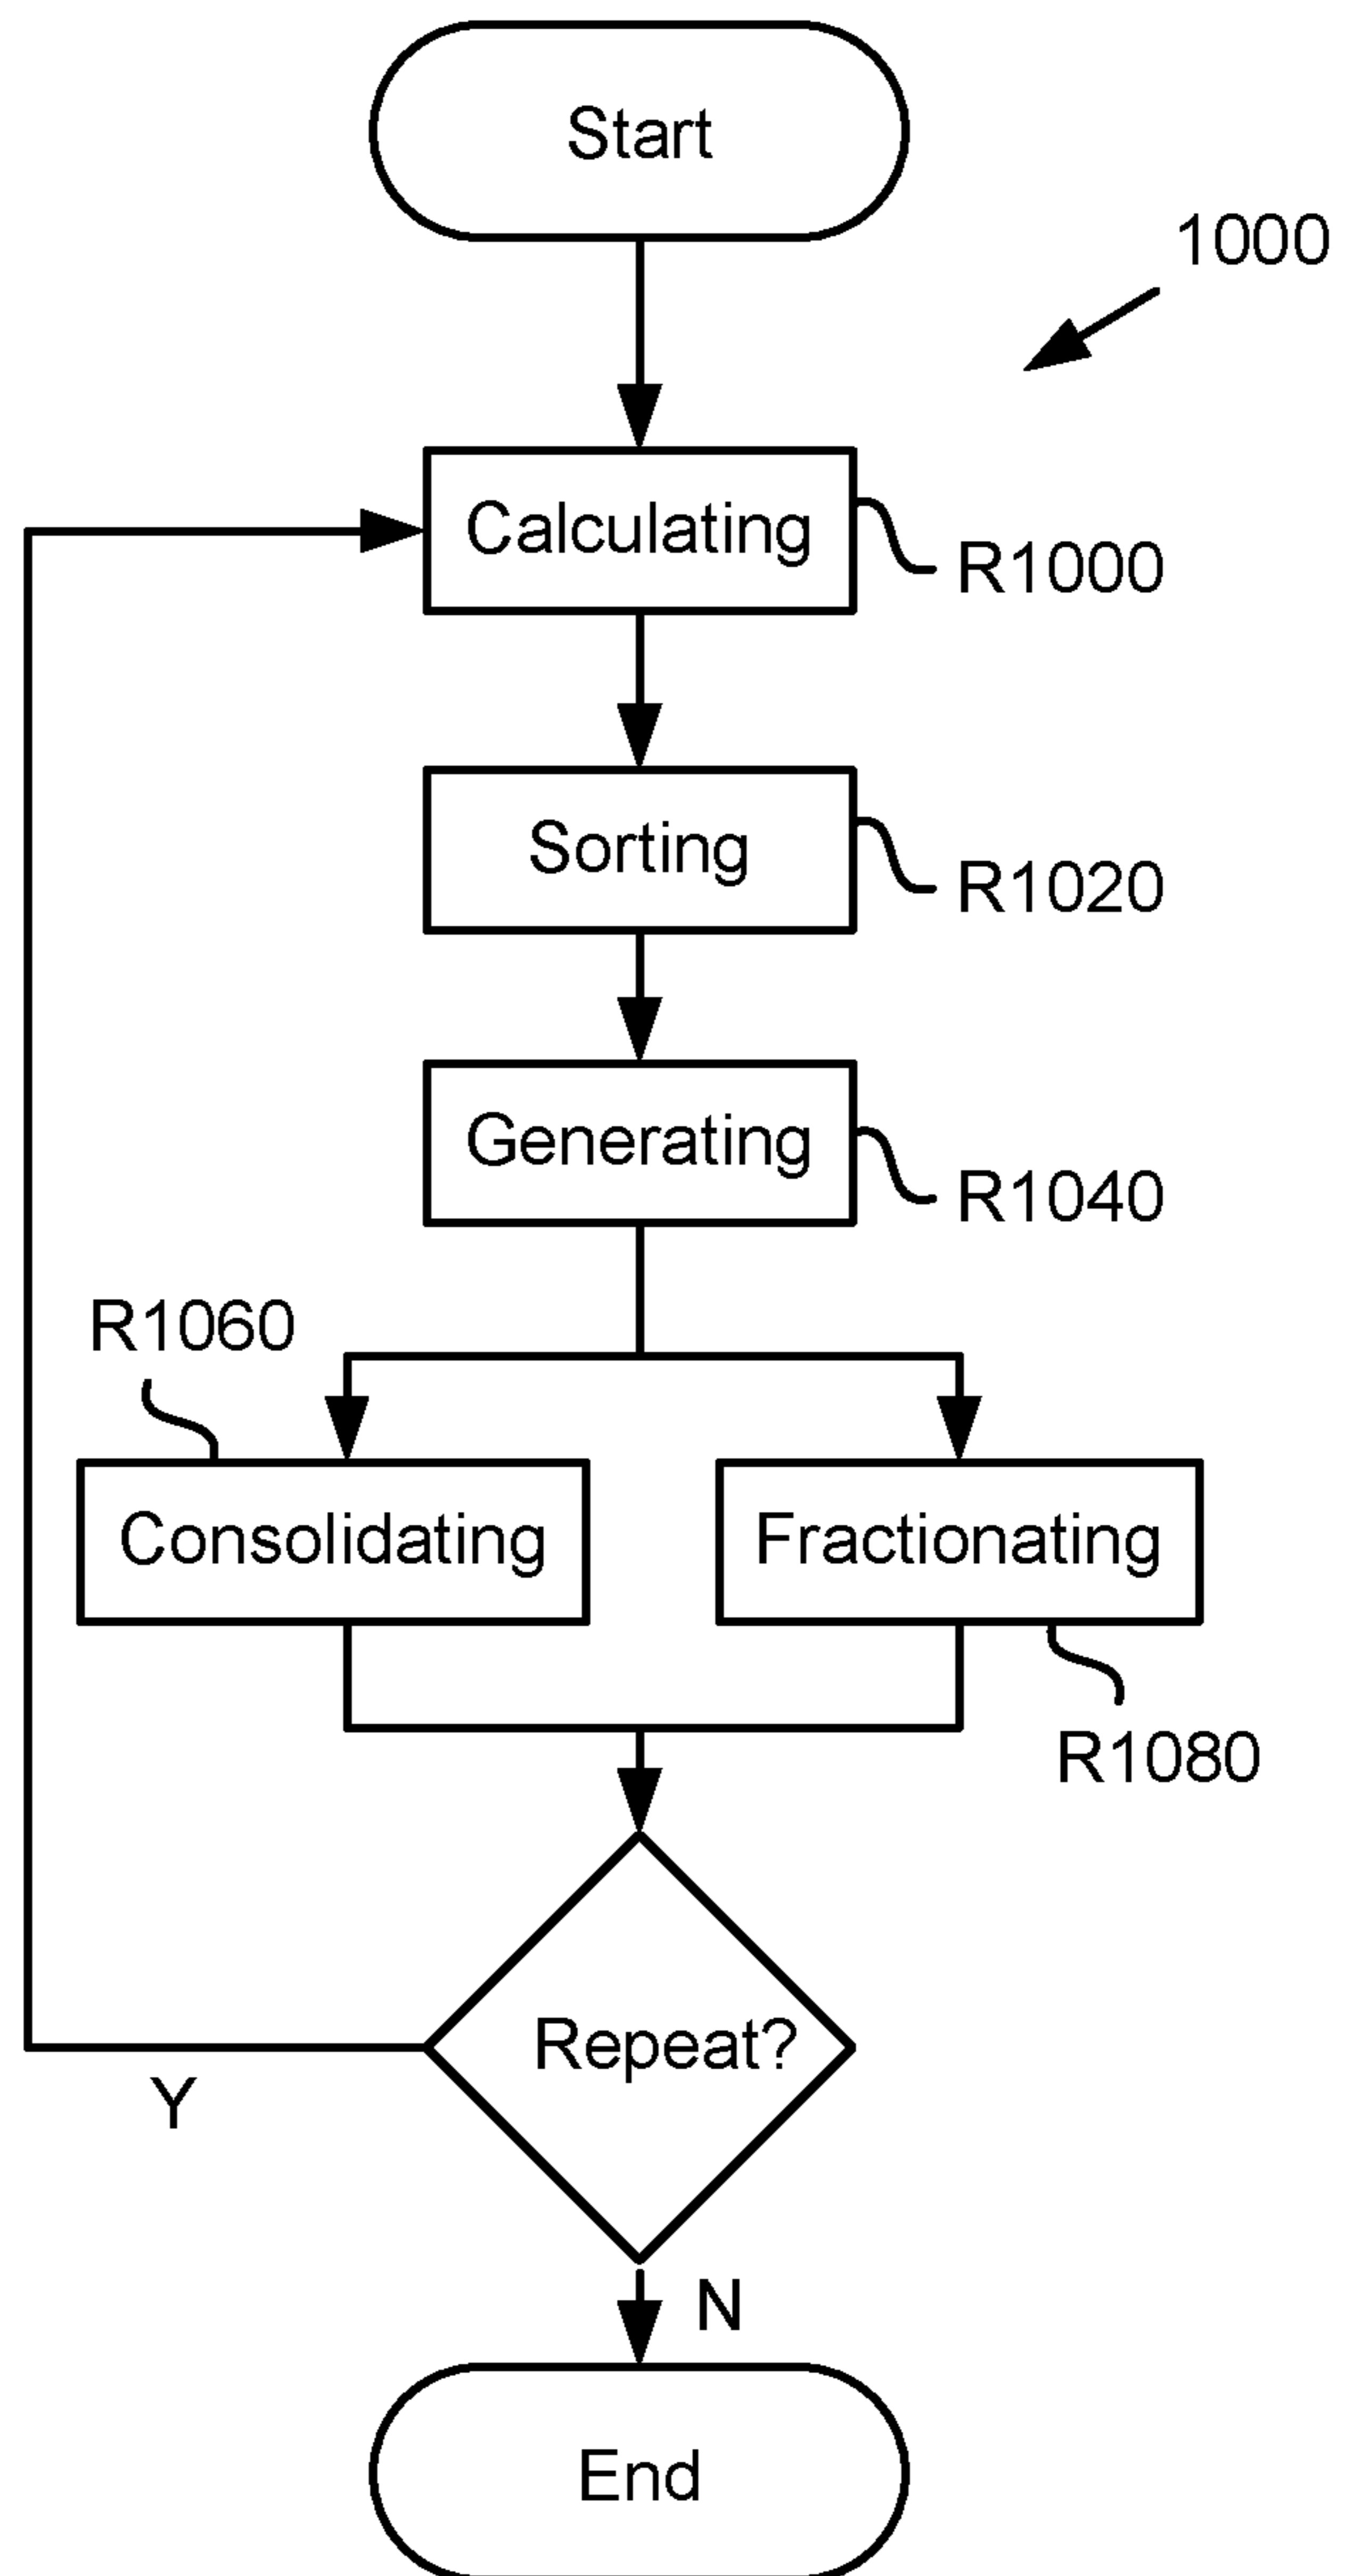 Start
1000
Calculating
R1000
Sorting
R1020
Generating
R1040
R1060
Consolidating
Fractionating
R1080
Repeat?
Y
N
End